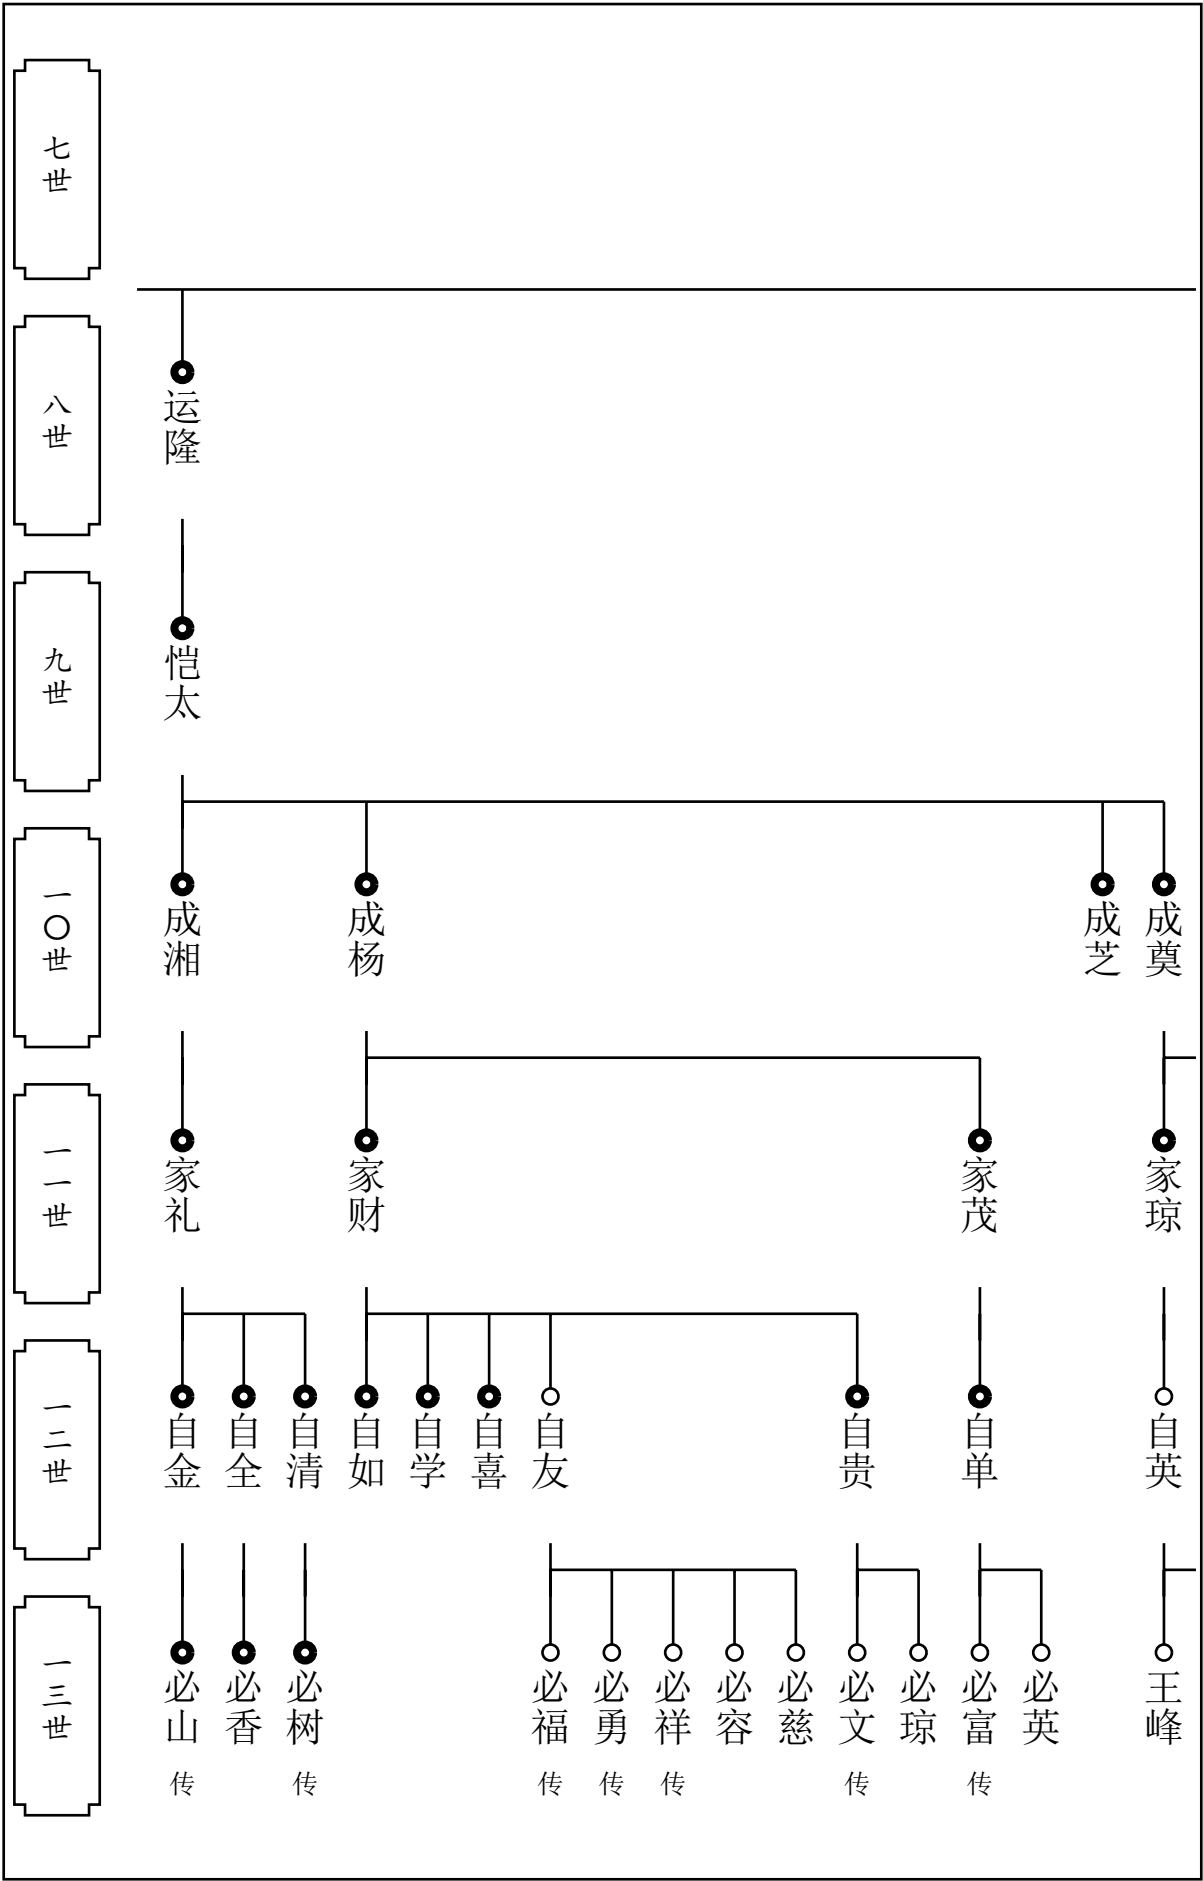 七世
八世
运隆
九世
恺太
一〇世
成湘
成杨
成芝
成奠
一一世
家礼
家财
家茂
家琼
一二世
自金
自全
自清
自如
自学
自喜
自友
自贵
自单
自英
一三世
必山
传
必香
必树
传
必福
传
必勇
传
必祥
传
必容
必慈
必文
传
必琼
必富
传
必英
王峰